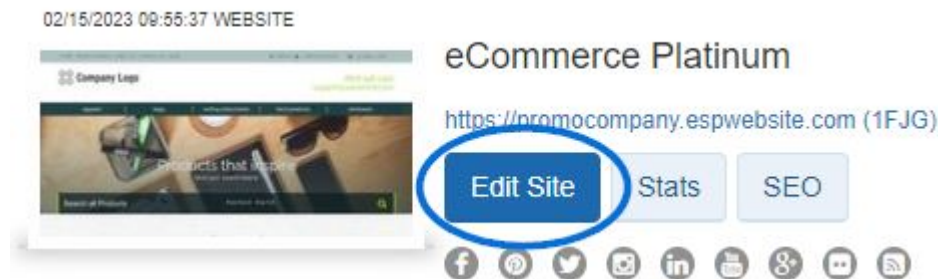 02/15/2023 09:55:37 WEBSITE
eCommerce Platinum
Company Logo
https://promocompany.espwebsite.com (1FJG)
Products that inspire
Edit Site
Stats
SEO
Search all Products